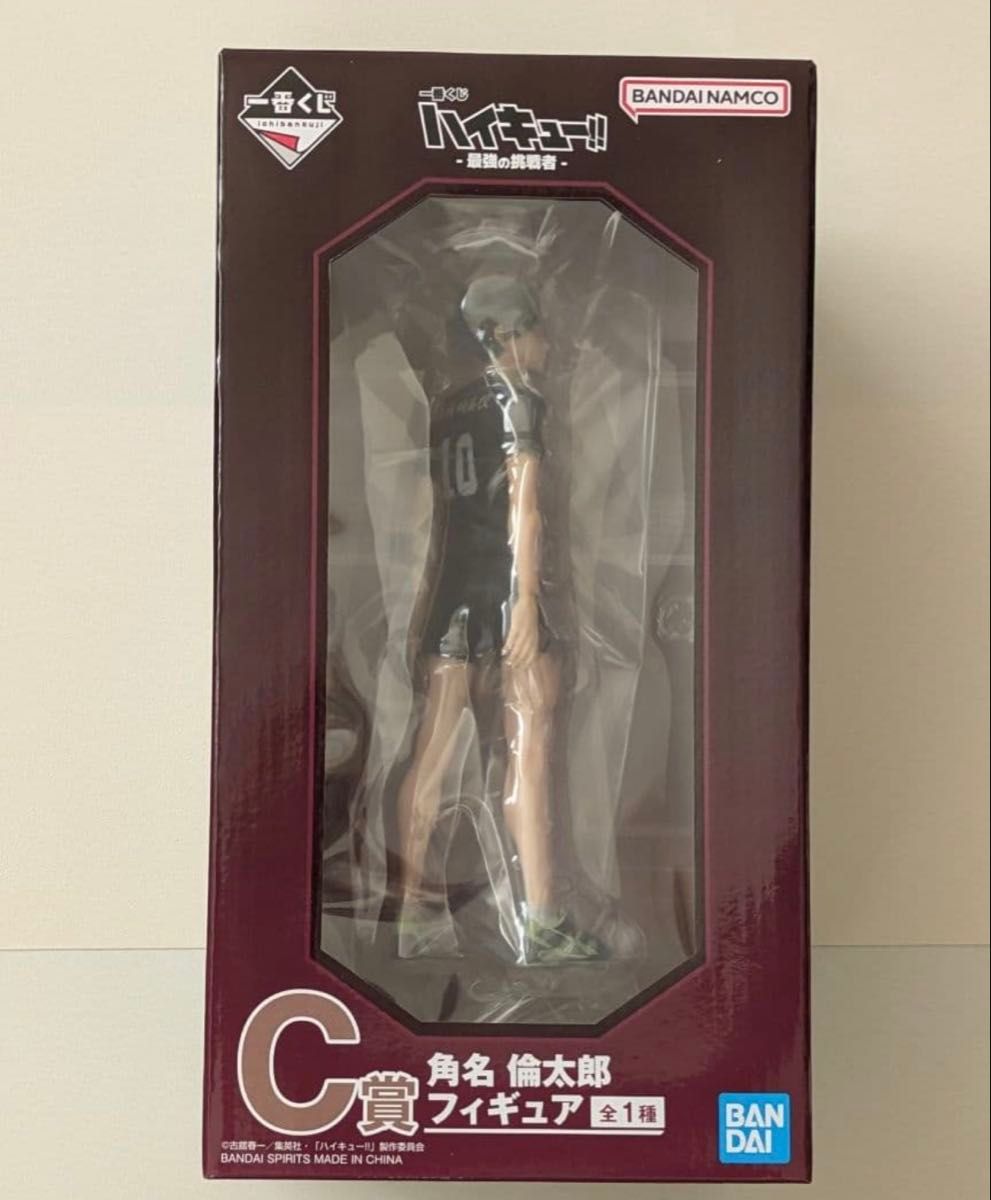 一番くじ
ichibankuji
一番くじ
ハイキュー!!
- 最強の挑戦者 -
BANDAI NAMCO
10
C賞
角名 倫太郎
フィギュア 全1種
©古舘春一／集英社・「ハイキュー!!」製作委員会
BANDAI SPIRITS MADE IN CHINA
BAN
DAI